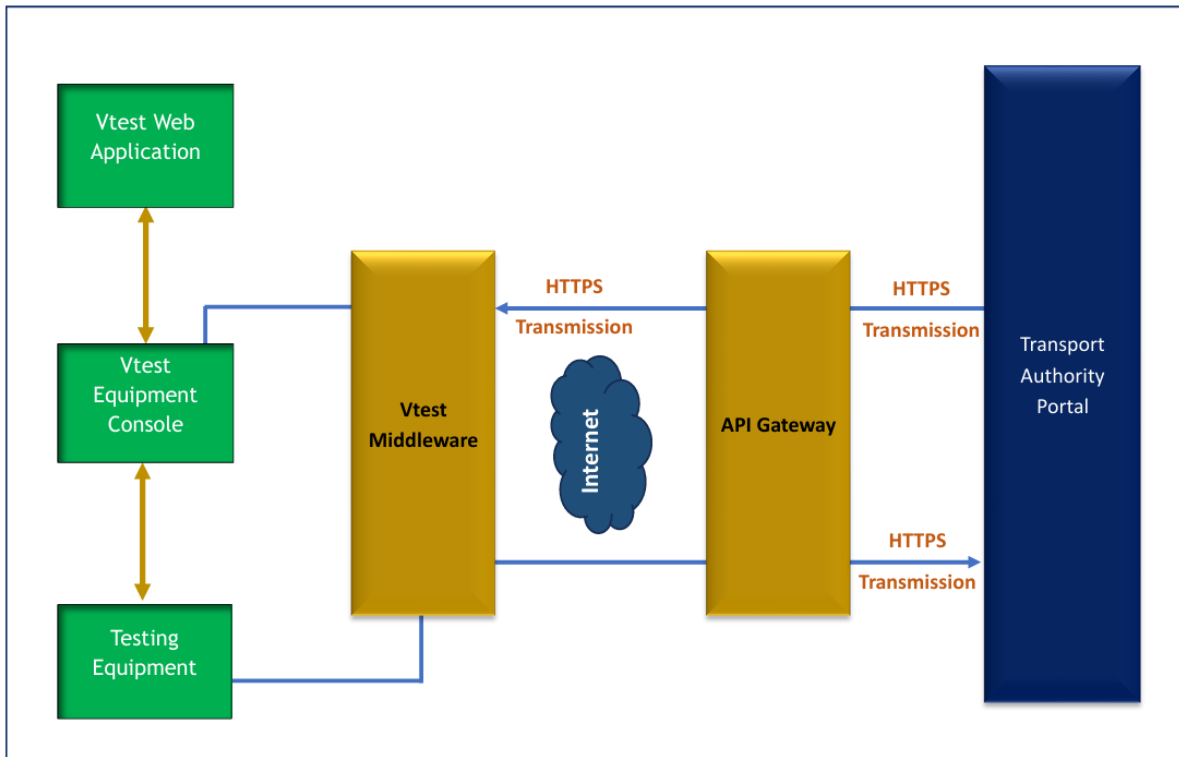 Vtest Web
Application
Vtest
Equipment
Console
Testing
Equipment
Vtest
Middleware
HTTPS
Transmission
Internet
API Gateway
HTTPS
Transmission
HTTPS
Transmission
Transport
Authority
Portal